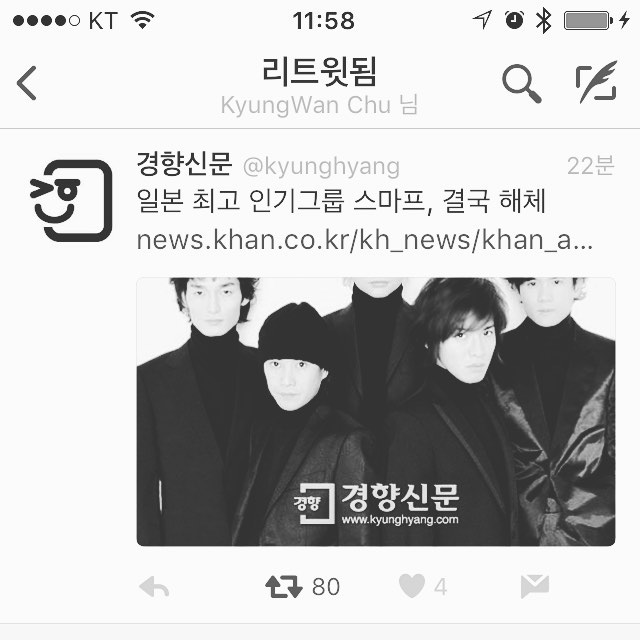 KT 11:58
리트윗됨
KyungWan Chu 님
경향신문 @kyunghyang 22분
일본 최고 인기그룹 스마프, 결국 해체
news.khan.co.kr/kh_news/khan_a...
경향 경향신문
www.kyunghyang.com
80 4